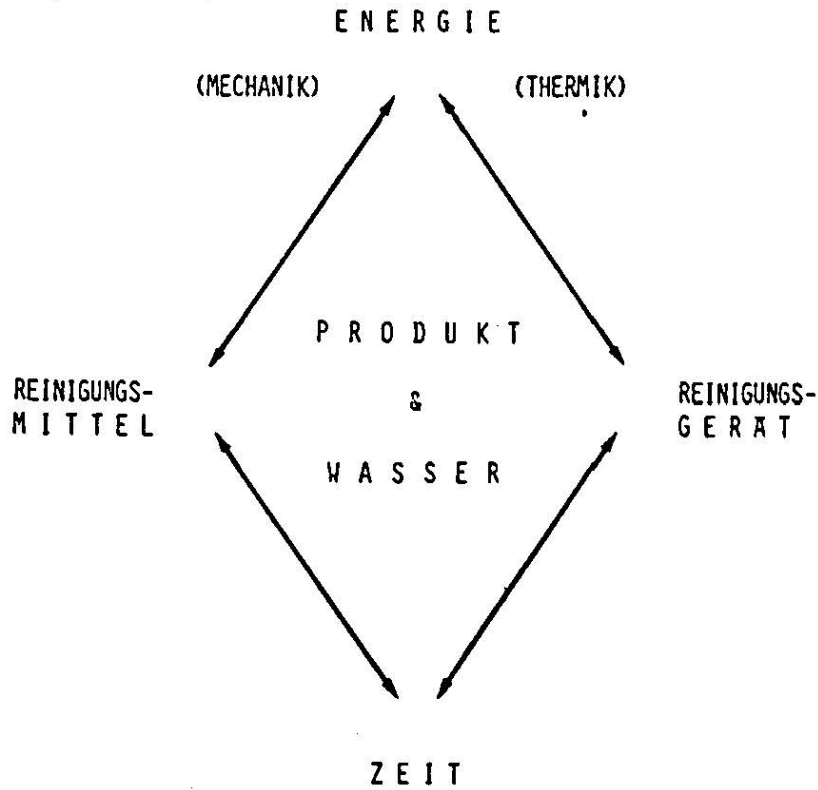 ENERGIE
(MECHANIK) (THERMIK)
PRODUKT
REINIGUNGS- & REINIGUNGS-
MITTEL GERÄT
WASSER
ZEIT